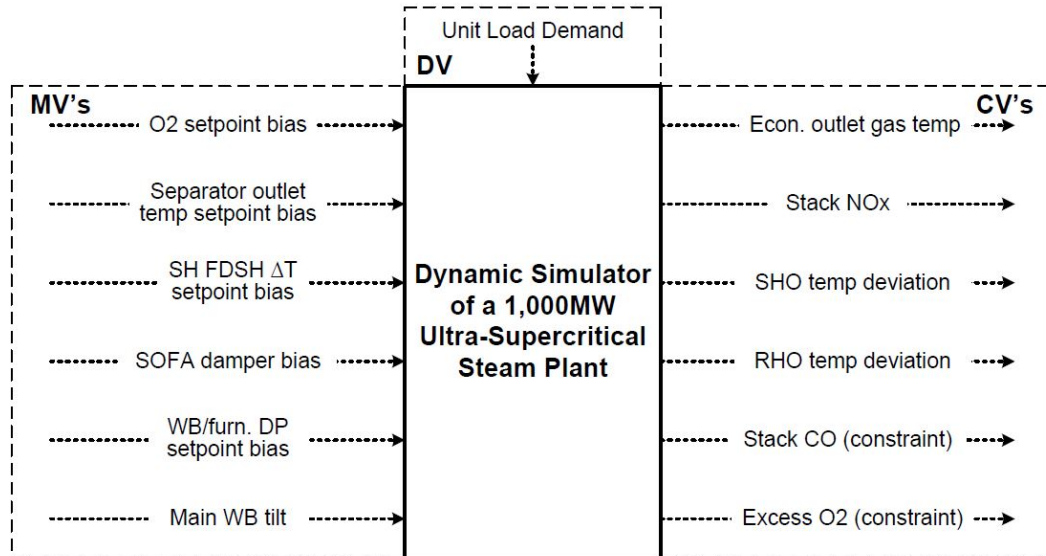 Unit Load Demand
DV
MV's
CV's
O2 setpoint bias
Separator outlet
temp setpoint bias
SH FDSH ΔT
setpoint bias
SOFA damper bias
WB/furn. DP
setpoint bias
Main WB tilt
Dynamic Simulator
of a 1,000MW
Ultra-Supercritical
Steam Plant
Econ. outlet gas temp
Stack NOx
SHO temp deviation
RHO temp deviation
Stack CO (constraint)
Excess O2 (constraint)